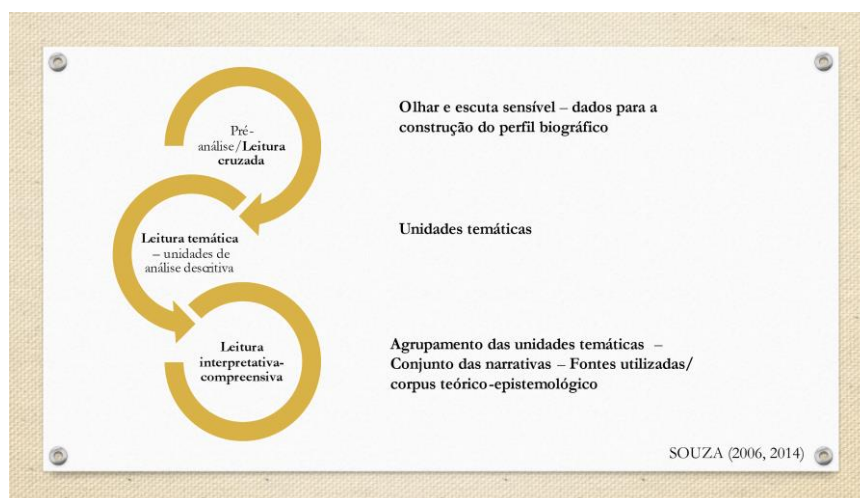 Pré-
análise/Leitura
cruzada
Olhar e escuta sensível – dados para a
construção do perfil biográfico
Leitura temática
– unidades de
análise descritiva
Unidades temáticas
Leitura
interpretativa-
compreensiva
Agrupamento das unidades temáticas –
Conjunto das narrativas – Fontes utilizadas/
corpus teórico-epistemológico
SOUZA (2006, 2014)